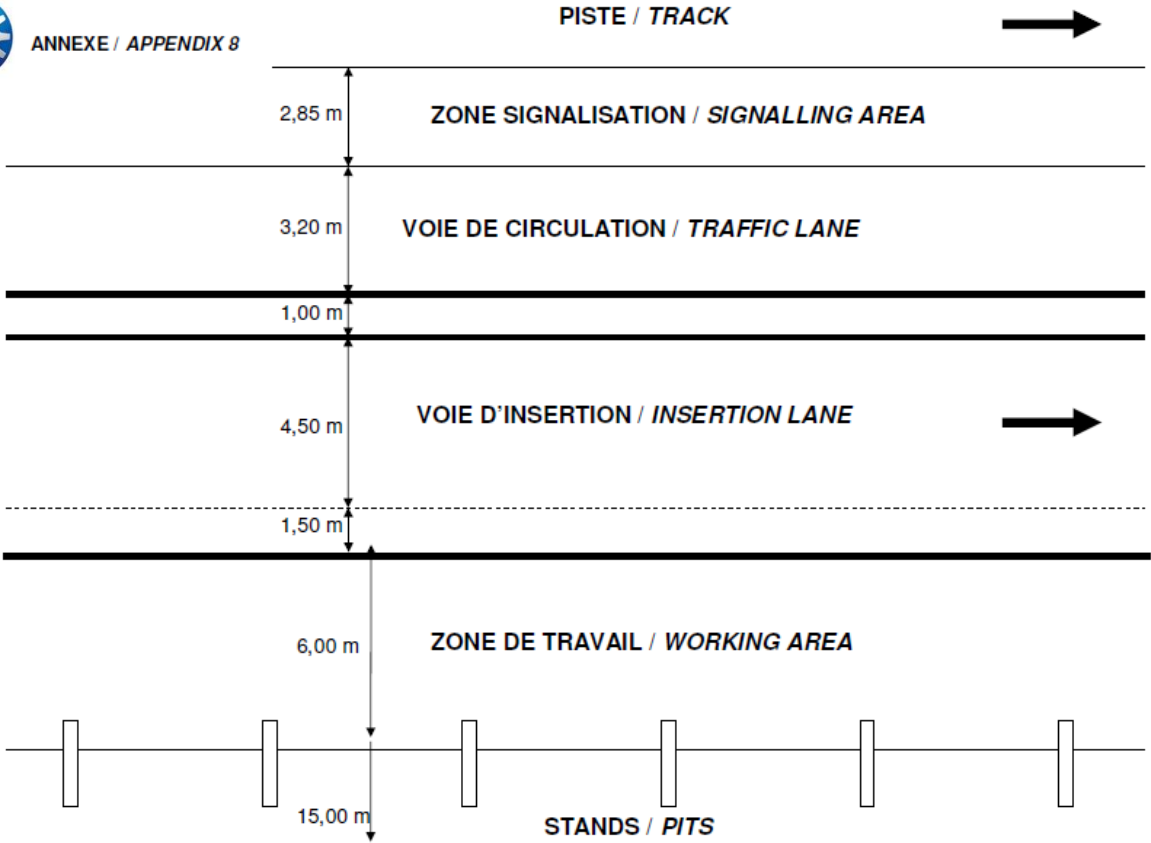 PISTE / TRACK
ANNEXE / APPENDIX 8
2,85 m
ZONE SIGNALISATION / SIGNALLING AREA
3,20 m
VOIE DE CIRCULATION / TRAFFIC LANE
1,00 m
VOIE D'INSERTION / INSERTION LANE
4,50 m
1,50 m
6,00 m
ZONE DE TRAVAIL / WORKING AREA
15,00 m
STANDS / PITS